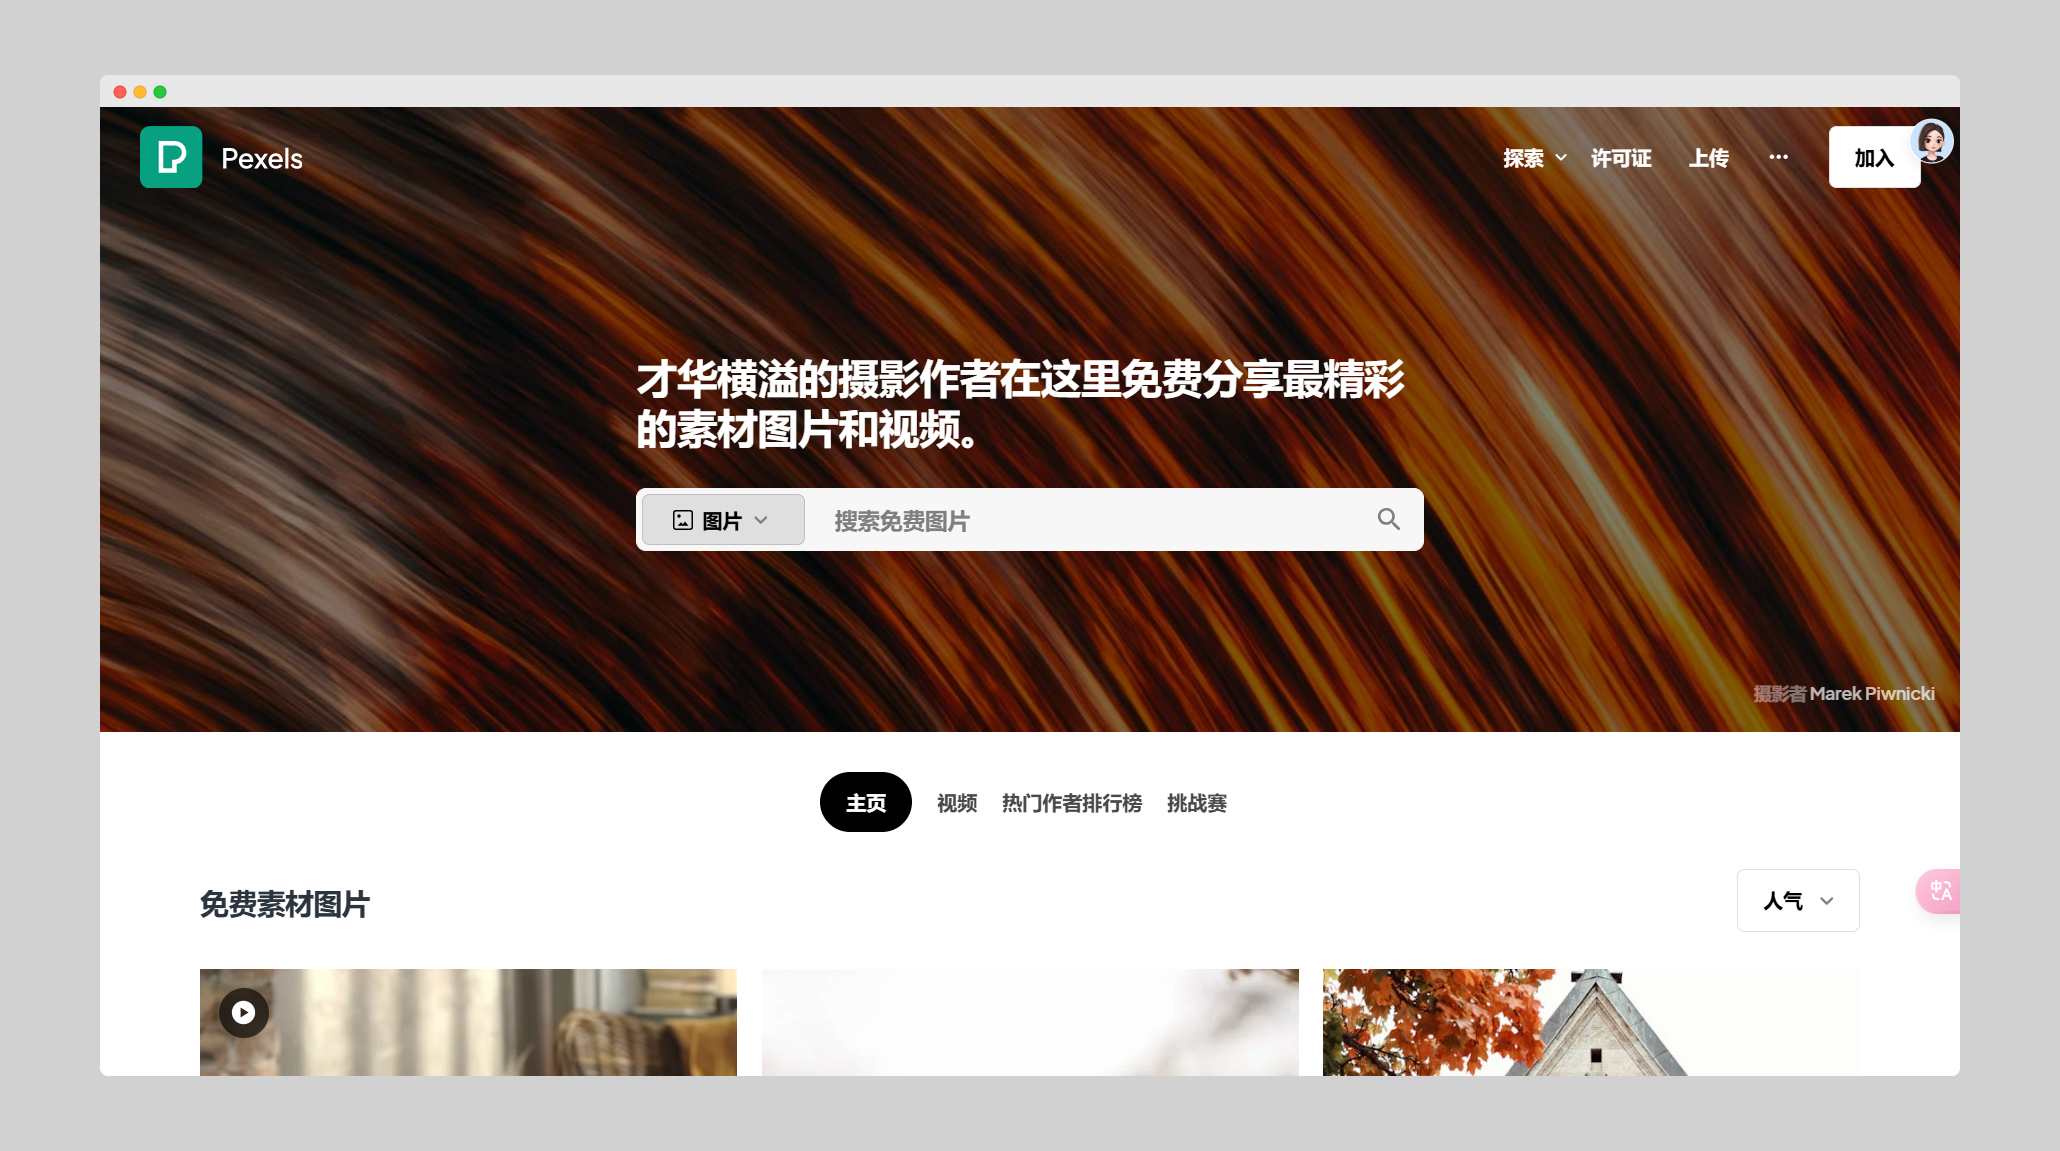 Pexels
探索
许可证
上传
加入
才华横溢的摄影作者在这里免费分享最精彩
的素材图片和视频。
图片
搜索免费图片
摄影者 Marek Piwnicki
主页
视频
热门作者排行榜
挑战赛
免费素材图片
人气
中
A